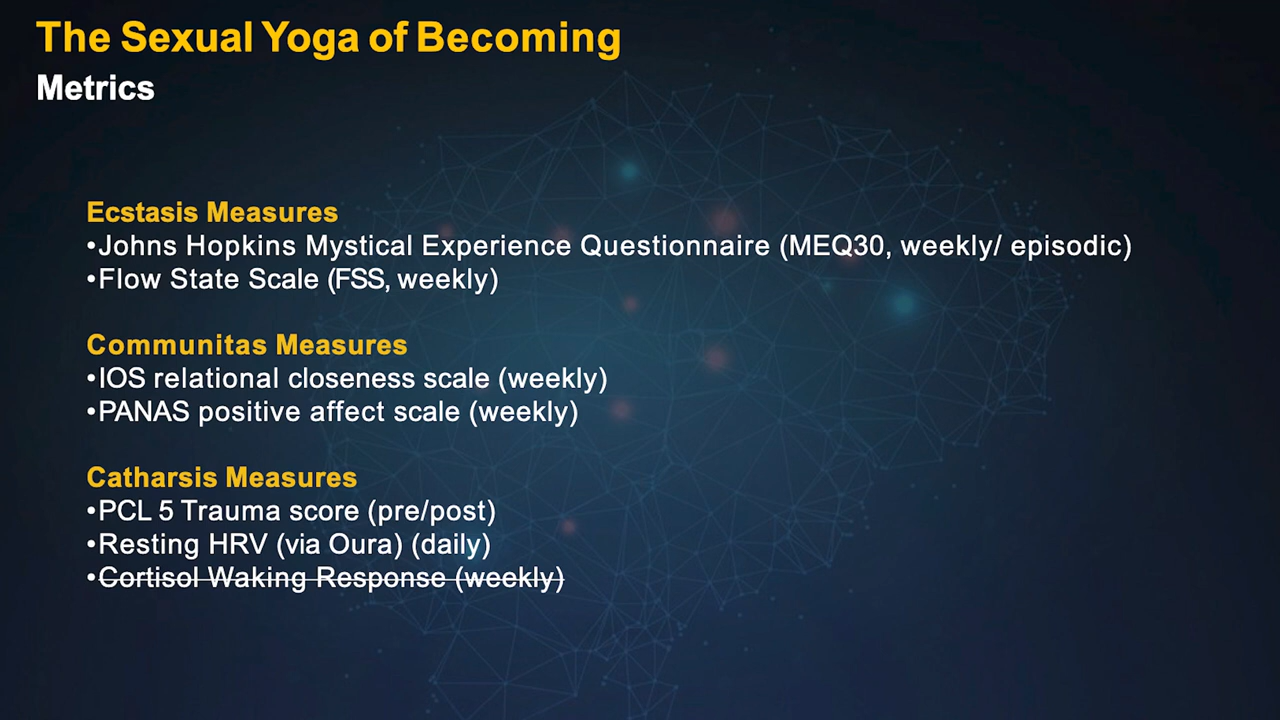 The Sexual Yoga of Becoming
Metrics
Ecstasis Measures
•Johns Hopkins Mystical Experience Questionnaire (MEQ30, weekly/ episodic)
•Flow State Scale (FSS, weekly)
Communitas Measures
•IOS relational closeness scale (weekly)
•PANAS positive affect scale (weekly)
Catharsis Measures
•PCL 5 Trauma score (pre/post)
•Resting HRV (via Oura) (daily)
•Cortisol Waking Response (weekly)